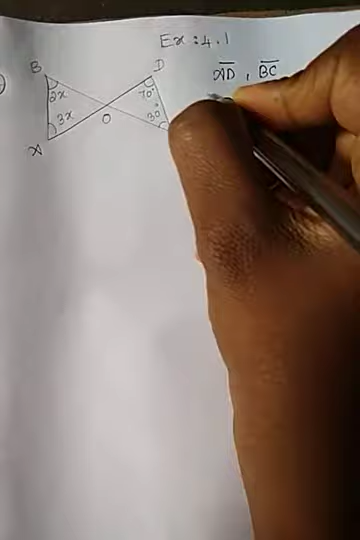 Ex : 4.1
B D AD , BC
2x 70°
3x O 30°
A